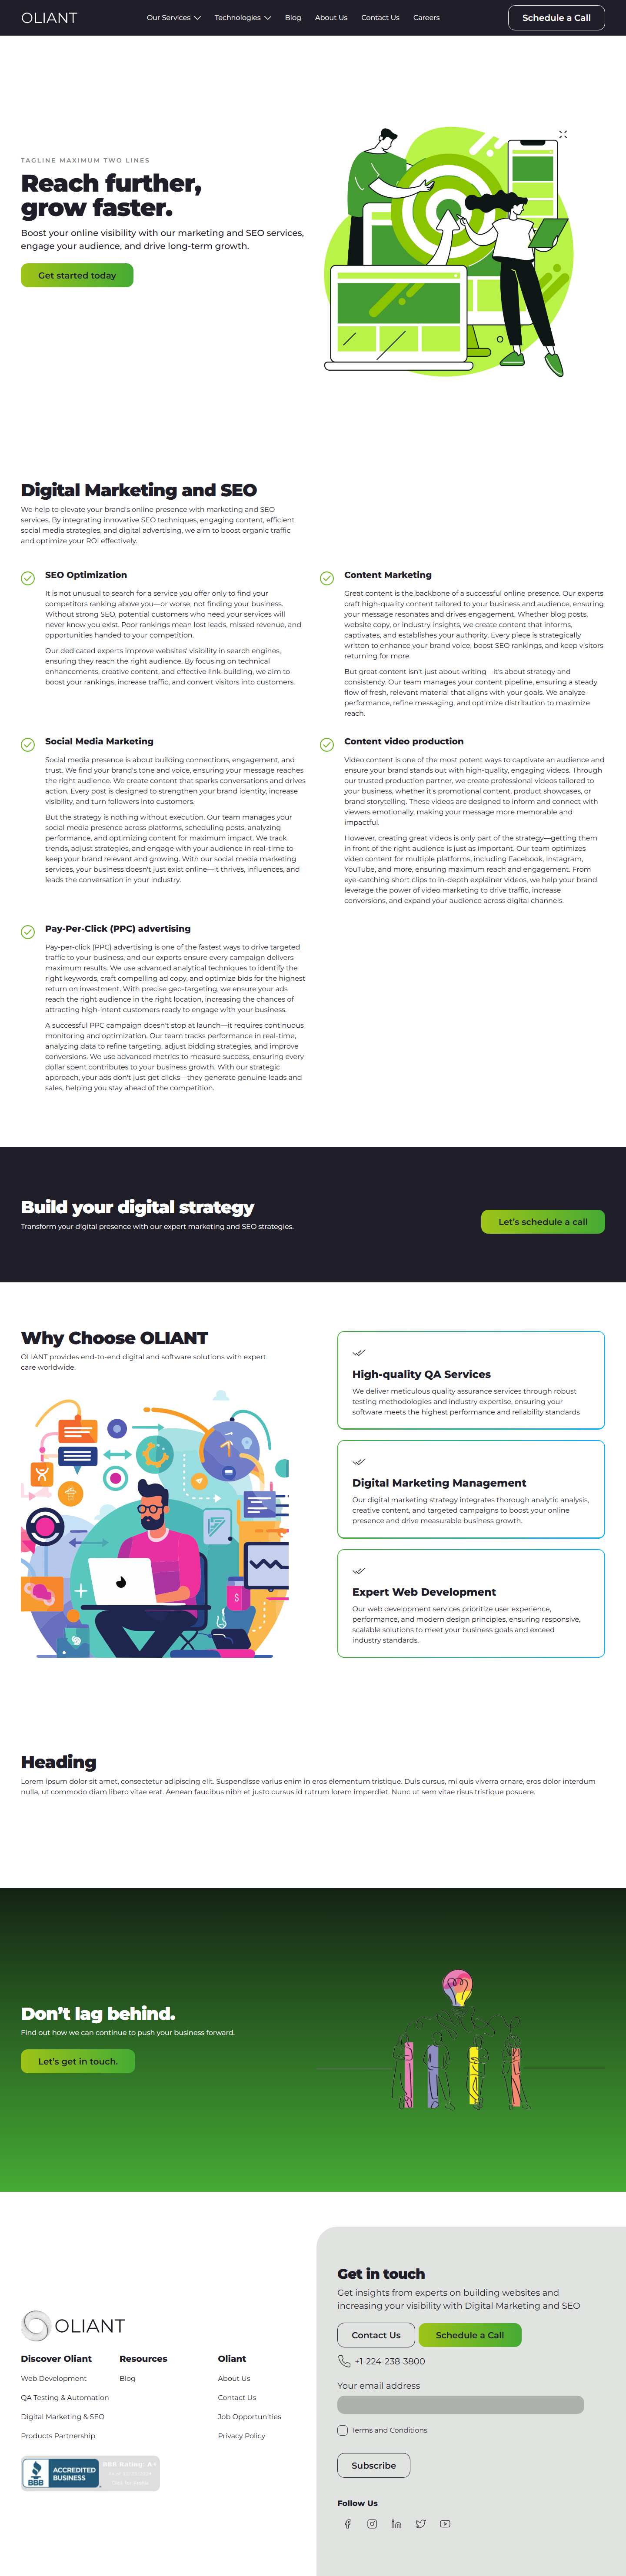 OLIANT
Our Services
Technologies
Blog
About Us
Contact Us
Careers
Schedule a Call
TAGLINE MAXIMUM TWO LINES
Reach further,
grow faster.
Boost your online visibility with our marketing and SEO services,
engage your audience, and drive long-term growth.
Get started today
Digital Marketing and SEO
We help to elevate your brand's online presence with marketing and SEO
services. By integrating innovative SEO techniques, engaging content, efficient
social media strategies, and digital advertising, we aim to boost organic traffic
and optimize your ROI effectively.
SEO Optimization
It is not unusual to search for a service you offer only to find your
competitors ranking above you—or worse, not finding your business.
Without strong SEO, potential customers who need your services will
never know you exist. Poor rankings mean lost leads, missed revenue, and
opportunities handed to your competition.
Our dedicated experts improve websites' visibility in search engines,
ensuring they reach the right audience. By focusing on technical
enhancements, creative content, and effective link-building, we aim to
boost your rankings, increase traffic, and convert visitors into customers.
Content Marketing
Great content is the backbone of a successful online presence. Our experts
craft high-quality content tailored to your business and audience, ensuring
your message resonates and drives engagement. Whether blog posts,
website copy, or industry insights, we create content that informs,
captivates, and establishes your authority. Every piece is strategically
written to enhance your brand voice, boost SEO rankings, and keep visitors
returning for more.
But great content isn't just about writing—it's about strategy and
consistency. Our team manages your content pipeline, ensuring a steady
flow of fresh, relevant material that aligns with your goals. We analyze
performance, refine messaging, and optimize distribution to maximize
reach.
Social Media Marketing
Social media presence is about building connections, engagement, and
trust. We find your brand's tone and voice, ensuring your message reaches
the right audience. We create content that sparks conversations and drives
action. Every post is designed to strengthen your brand identity, increase
visibility, and turn followers into customers.
But the strategy is nothing without execution. Our team manages your
social media presence across platforms, scheduling posts, analyzing
performance, and optimizing content for maximum impact. We track
trends, adjust strategies, and engage with your audience in real-time to
keep your brand relevant and growing. With our social media marketing
services, your business doesn't just exist online—it thrives, influences, and
leads the conversation in your industry.
Content video production
Video content is one of the most potent ways to captivate an audience and
ensure your brand stands out with high-quality, engaging videos. Through
our trusted production partner, we create professional videos tailored to
your business, whether it's promotional content, product showcases, or
brand storytelling. These videos are designed to inform and connect with
viewers emotionally, making your message more memorable and
impactful.
However, creating great videos is only part of the strategy—getting them
in front of the right audience is just as important. Our team optimizes
video content for multiple platforms, including Facebook, Instagram,
YouTube, and more, ensuring maximum reach and engagement. From
eye-catching short clips to in-depth explainer videos, we help your brand
leverage the power of video marketing to drive traffic, increase
conversions, and expand your audience across digital channels.
Pay-Per-Click (PPC) advertising
Pay-per-click (PPC) advertising is one of the fastest ways to drive targeted
traffic to your business, and our experts ensure every campaign delivers
maximum results. We use advanced analytical techniques to identify the
right keywords, craft compelling ad copy, and optimize bids for the highest
return on investment. With precise geo-targeting, we ensure your ads
reach the right audience in the right location, increasing the chances of
attracting high-intent customers ready to engage with your business.
A successful PPC campaign doesn't stop at launch—it requires continuous
monitoring and optimization. Our team tracks performance in real-time,
analyzing data to refine targeting, adjust bidding strategies, and improve
conversions. We use advanced metrics to measure success, ensuring every
dollar spent contributes to your business growth. With our strategic
approach, your ads don't just get clicks—they generate genuine leads and
sales, helping you stay ahead of the competition.
Build your digital strategy
Transform your digital presence with our expert marketing and SEO strategies.
Let's schedule a call
Why Choose OLIANT
OLIANT provides end-to-end digital and software solutions with expert
care worldwide.
$
High-quality QA Services
We deliver meticulous quality assurance services through robust
testing methodologies and industry expertise, ensuring your
software meets the highest performance and reliability standards
Digital Marketing Management
Our digital marketing strategy integrates thorough analytic analysis,
creative content, and targeted campaigns to boost your online
presence and drive measurable business growth.
Expert Web Development
Our web development services prioritize user experience,
performance, and modern design principles, ensuring responsive,
scalable solutions to meet your business goals and exceed
industry standards.
Heading
Lorem ipsum dolor sit amet, consectetur adipiscing elit. Suspendisse varius enim in eros elementum tristique. Duis cursus, mi quis viverra ornare, eros dolor interdum
nulla, ut commodo diam libero vitae erat. Aenean faucibus nibh et justo cursus id rutrum lorem imperdiet. Nunc ut sem vitae risus tristique posuere.
Don't lag behind.
Find out how we can continue to push your business forward.
Let's get in touch.
OLIANT
Discover Oliant
Web Development
QA Testing & Automation
Digital Marketing & SEO
Products Partnership
Resources
Blog
Oliant
About Us
Contact Us
Job Opportunities
Privacy Policy
BBB
ACCREDITED
BUSINESS
BBB Rating: A+
Get in touch
Get insights from experts on building websites and
increasing your visibility with Digital Marketing and SEO
Contact Us
Schedule a Call
+1-224-238-3800
Your email address
Terms and Conditions
Subscribe
Follow Us